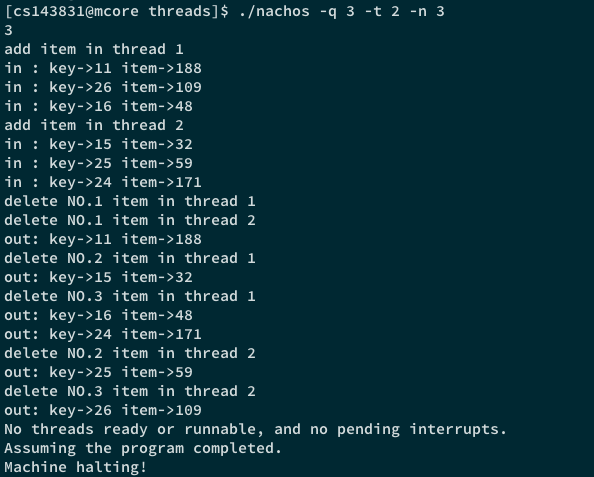 [cs143831@mcore threads]$ ./nachos -q 3 -t 2 -n 3
3
add item in thread 1
in : key->11 item->188
in : key->26 item->109
in : key->16 item->48
add item in thread 2
in : key->15 item->32
in : key->25 item->59
in : key->24 item->171
delete NO.1 item in thread 1
delete NO.1 item in thread 2
out: key->11 item->188
delete NO.2 item in thread 1
out: key->15 item->32
delete NO.3 item in thread 1
out: key->16 item->48
out: key->24 item->171
delete NO.2 item in thread 2
out: key->25 item->59
delete NO.3 item in thread 2
out: key->26 item->109
No threads ready or runnable, and no pending interrupts.
Assuming the program completed.
Machine halting!